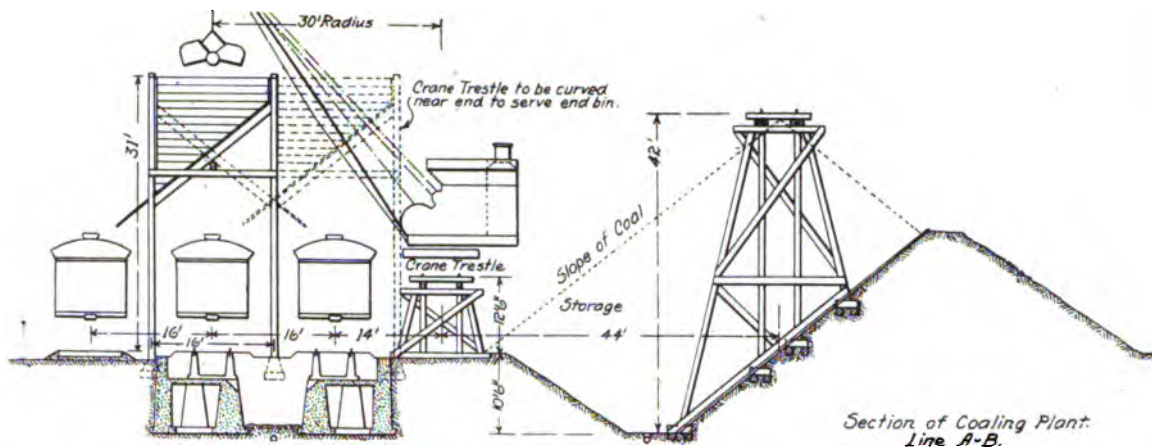 30' Radius
Crane Trestle to be curved
near end to serve end bin.
31'
42'
Slope of Coal
Crane Trestle
Storage
12'6"
16'
16'
14'
44'
16'
10'6"
Section of Coaling Plant.
Line A-B.